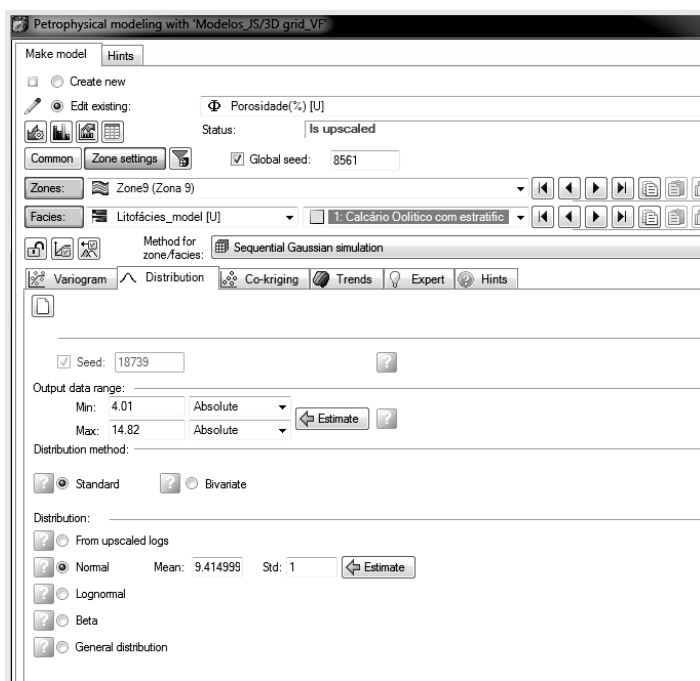 Petrophysical modeling with 'Modelos_JS/3D grid_VF'
Make model Hints
Create new
Edit existing: Φ Porosidade(%) [U]
Status: Is upscaled
Common Zone settings Global seed: 8561
Zones: Zone9 (Zona 9)
Facies: Litofácies_model [U] 1: Calcário Oolitico com estratific
Method for
zone/facies: Sequential Gaussian simulation
Variogram Distribution Co-kriging Trends Expert Hints
Seed: 18739 ?
Output data range:
Min: 4.01 Absolute
Estimate ?
Max: 14.82 Absolute
Distribution method:
? Standard ? Bivariate
Distribution:
? From upscaled logs
? Normal Mean: 9.414999 Std: 1 Estimate
? Lognormal
? Beta
? General distribution